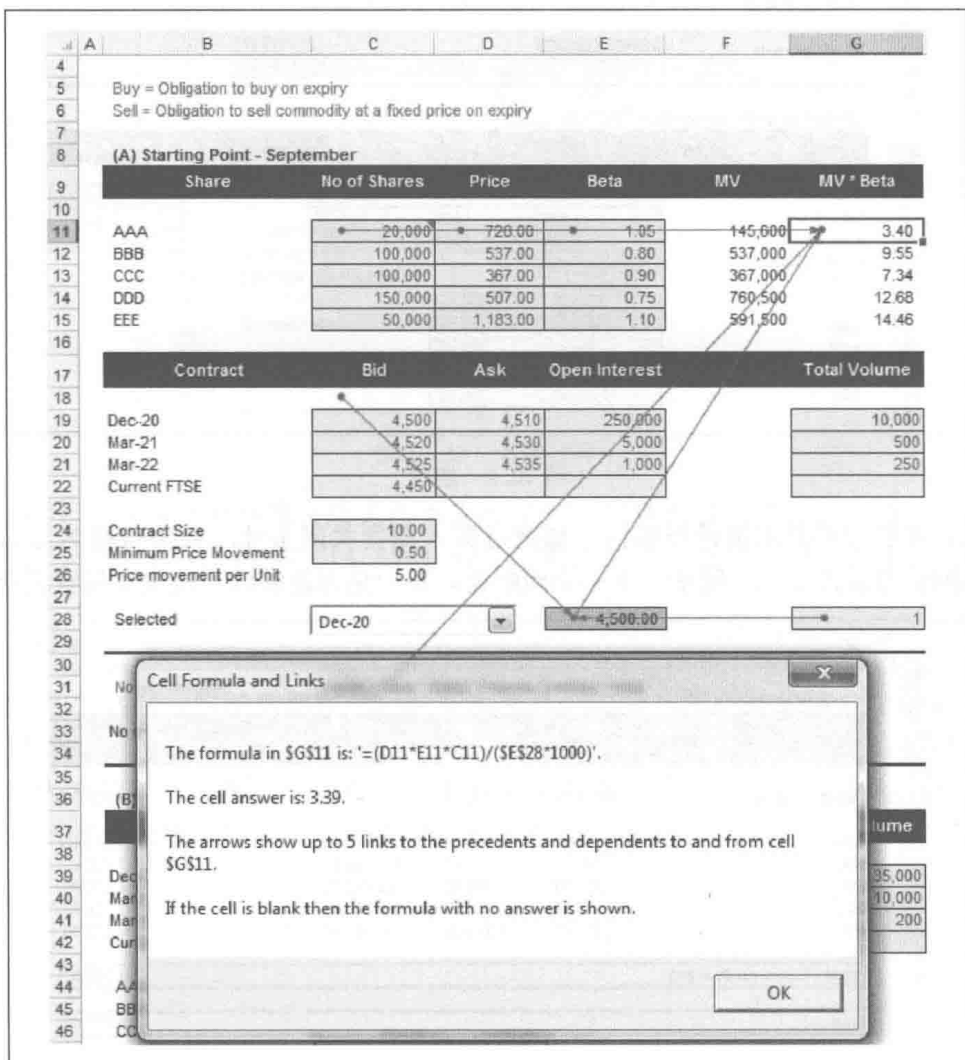 A B C D E F G
4
5 Buy = Obligation to buy on expiry
6 Sell = Obligation to sell commodity at a fixed price on expiry
7
8 (A) Starting Point - September
9 Share No of Shares Price Beta MV MV * Beta
10
11 AAA 20,000 728.00 1.05 145,600 3.40
12 BBB 100,000 537.00 0.80 537,000 9.55
13 CCC 100,000 367.00 0.90 367,000 7.34
14 DDD 150,000 507.00 0.75 760,500 12.68
15 EEE 50,000 1,183.00 1.10 591,500 14.46
16
17 Contract Bid Ask Open Interest Total Volume
18
19 Dec-20 4,500 4,510 250,000 10,000
20 Mar-21 4,520 4,530 5,000 500
21 Mar-22 4,525 4,535 1,000 250
22 Current FTSE 4,450
23
24 Contract Size 10.00
25 Minimum Price Movement 0.50
26 Price movement per Unit 5.00
27
28 Selected Dec-20 4,500.00 1
29
30
31 No
Cell Formula and Links
32
33 No
34
The formula in $G$11 is: '=(D11*E11*C11)/($E$28*1000)'.
35
36 (B)
The cell answer is: 3.39.
37 lume
38
The arrows show up to 5 links to the precedents and dependents to and from cell
$G$11.
39 Dec 35,000
40 Mar 10,000
If the cell is blank then the formula with no answer is shown.
41 Mar 200
42 Cur
43
44 AA
OK
45 BB
46 CC